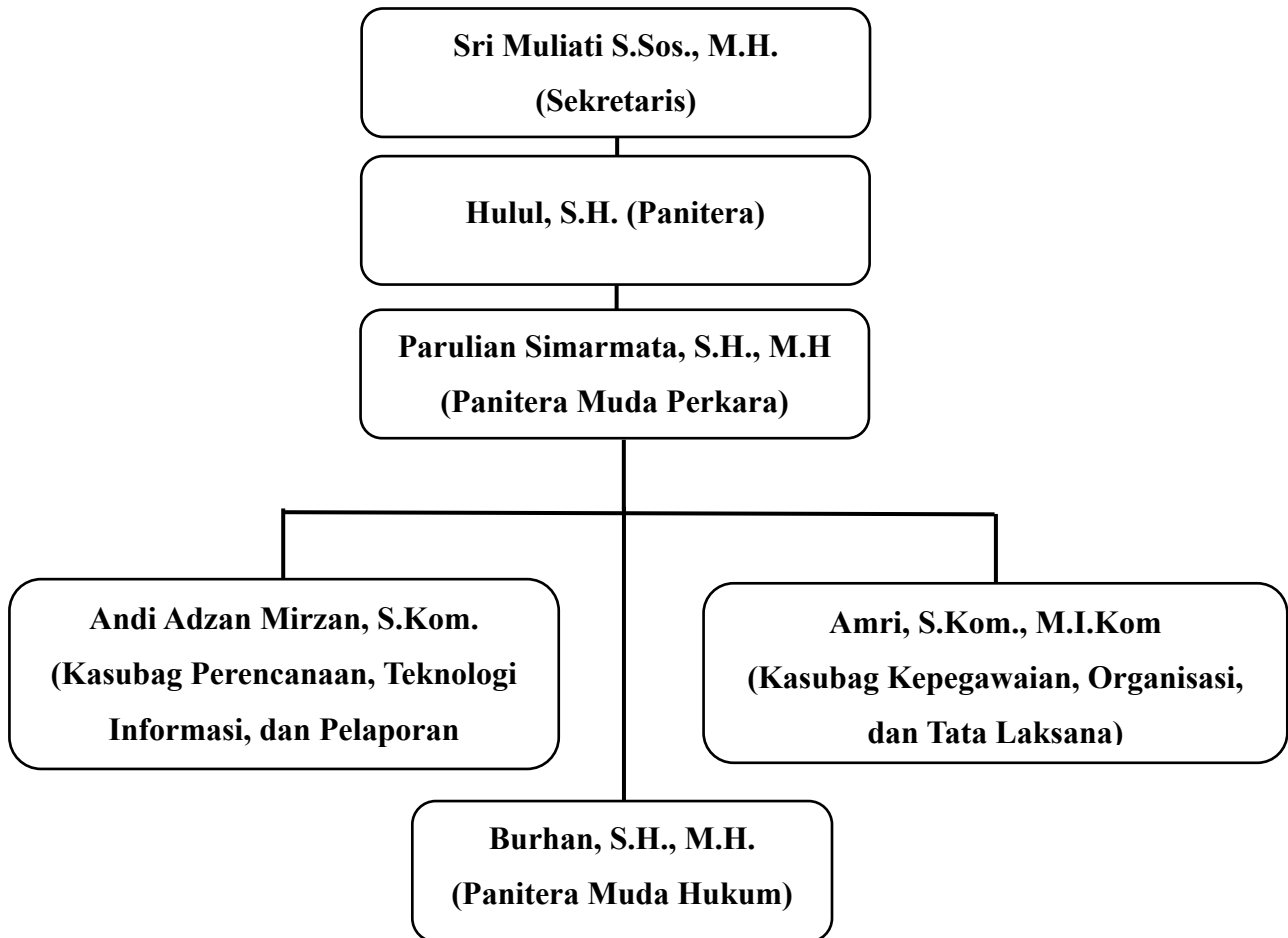 Sri Muliati S.Sos., M.H.
(Sekretaris)
Hulul, S.H. (Panitera)
Parulian Simarmata, S.H., M.H
(Panitera Muda Perkara)
Andi Adzan Mirzan, S.Kom.
(Kasubag Perencanaan, Teknologi
Informasi, dan Pelaporan
Amri, S.Kom., M.I.Kom
(Kasubag Kepegawaian, Organisasi,
dan Tata Laksana)
Burhan, S.H., M.H.
(Panitera Muda Hukum)